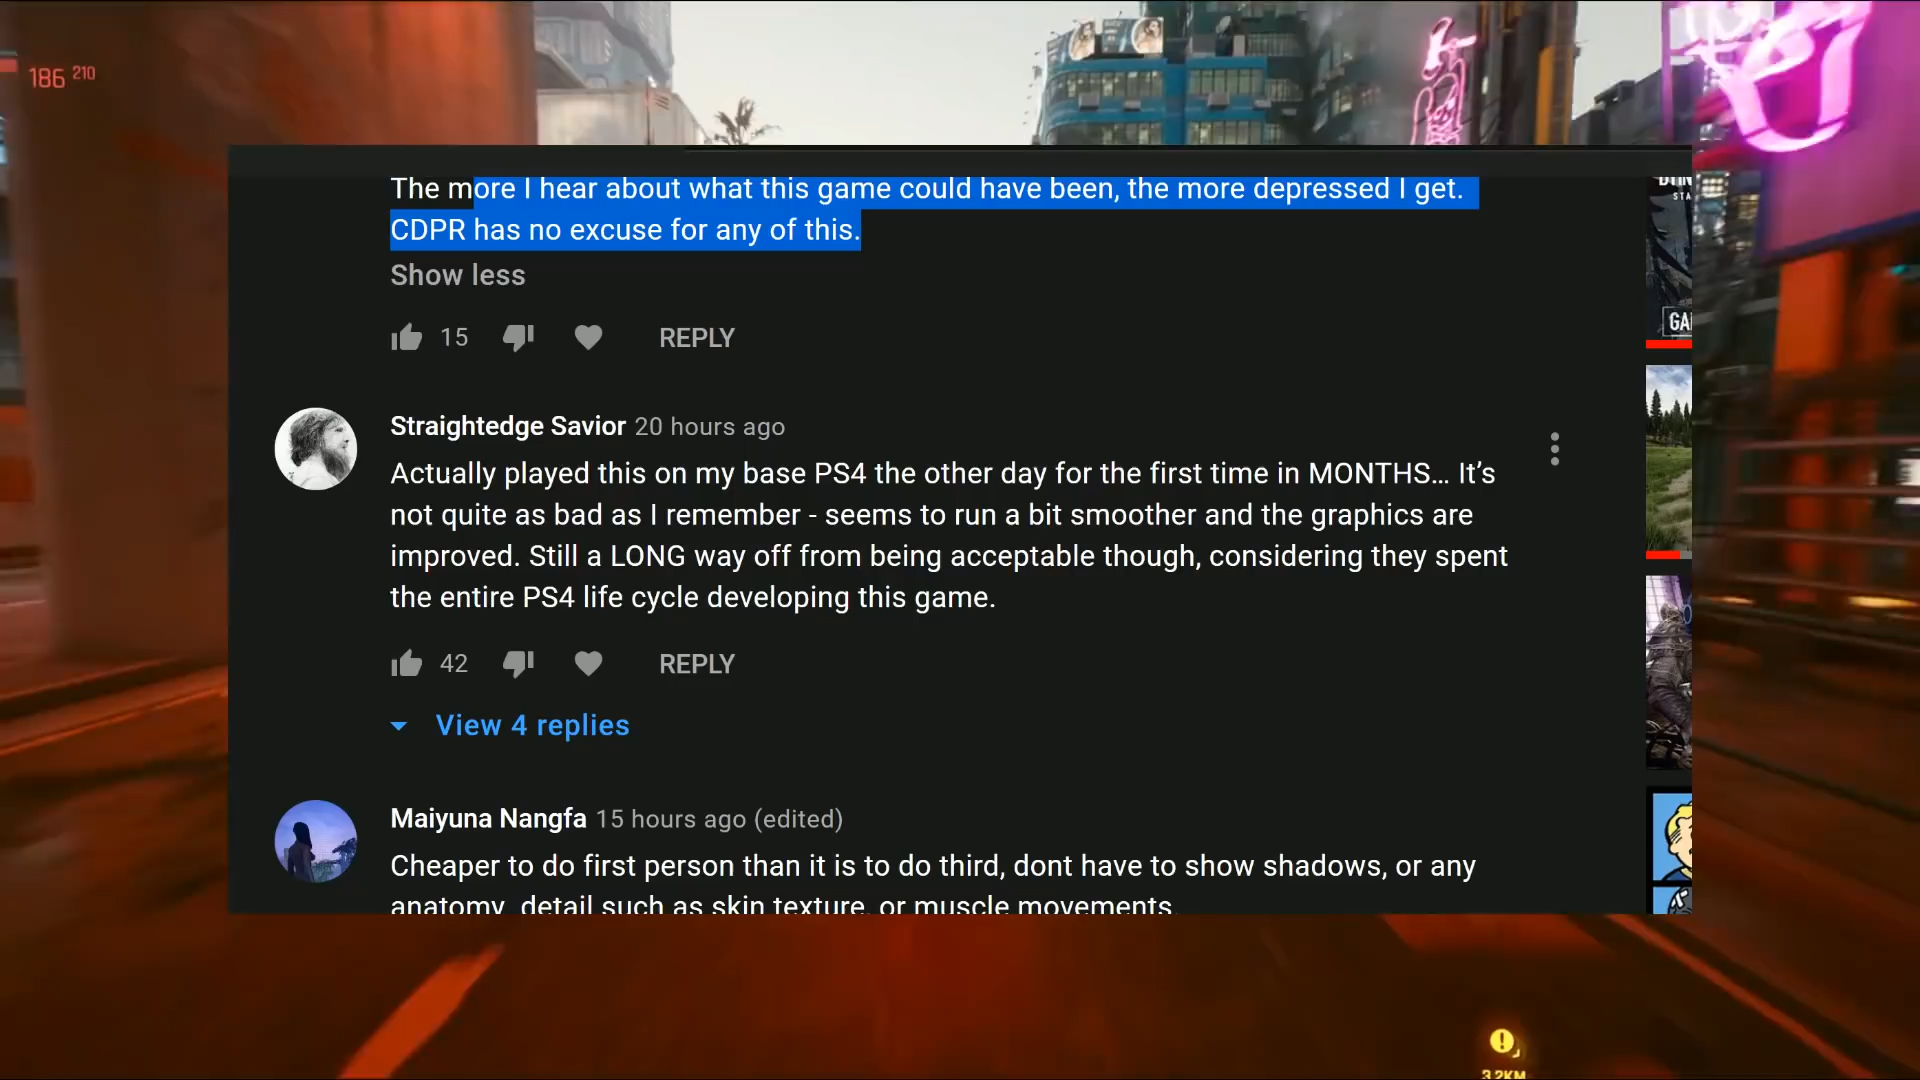 186 210
The more I hear about what this game could have been, the more depressed I get.
CDPR has no excuse for any of this.
Show less
15 REPLY
Straightedge Savior 20 hours ago
Actually played this on my base PS4 the other day for the first time in MONTHS... It’s
not quite as bad as I remember - seems to run a bit smoother and the graphics are
improved. Still a LONG way off from being acceptable though, considering they spent
the entire PS4 life cycle developing this game.
42 REPLY
View 4 replies
Maiyuna Nangfa 15 hours ago (edited)
Cheaper to do first person than it is to do third, dont have to show shadows, or any
anatomy detail such as skin texture, or muscle movements.
3.2KM